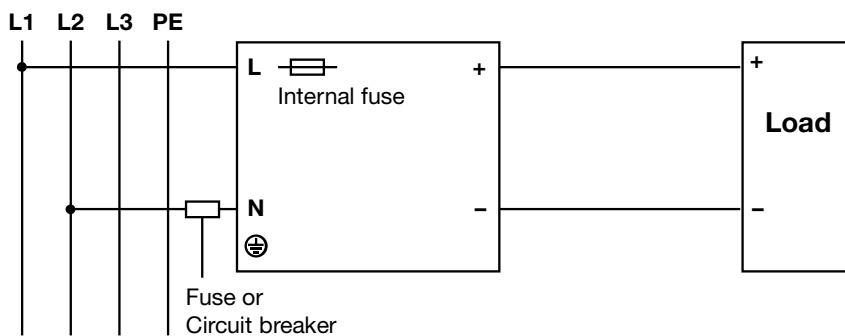 L1 L2 L3 PE
L + +
Internal fuse
Load
N − −
Fuse or
Circuit breaker